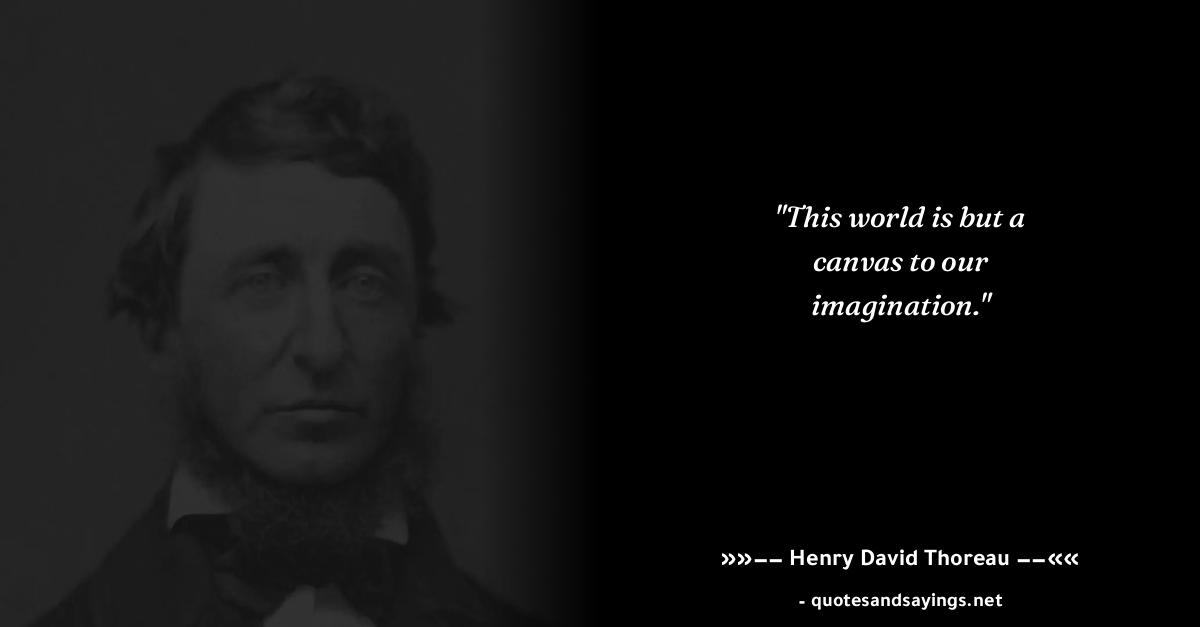 "This world is but a
canvas to our
imagination."
»»−− Henry David Thoreau −−««
- quotesandsayings.net